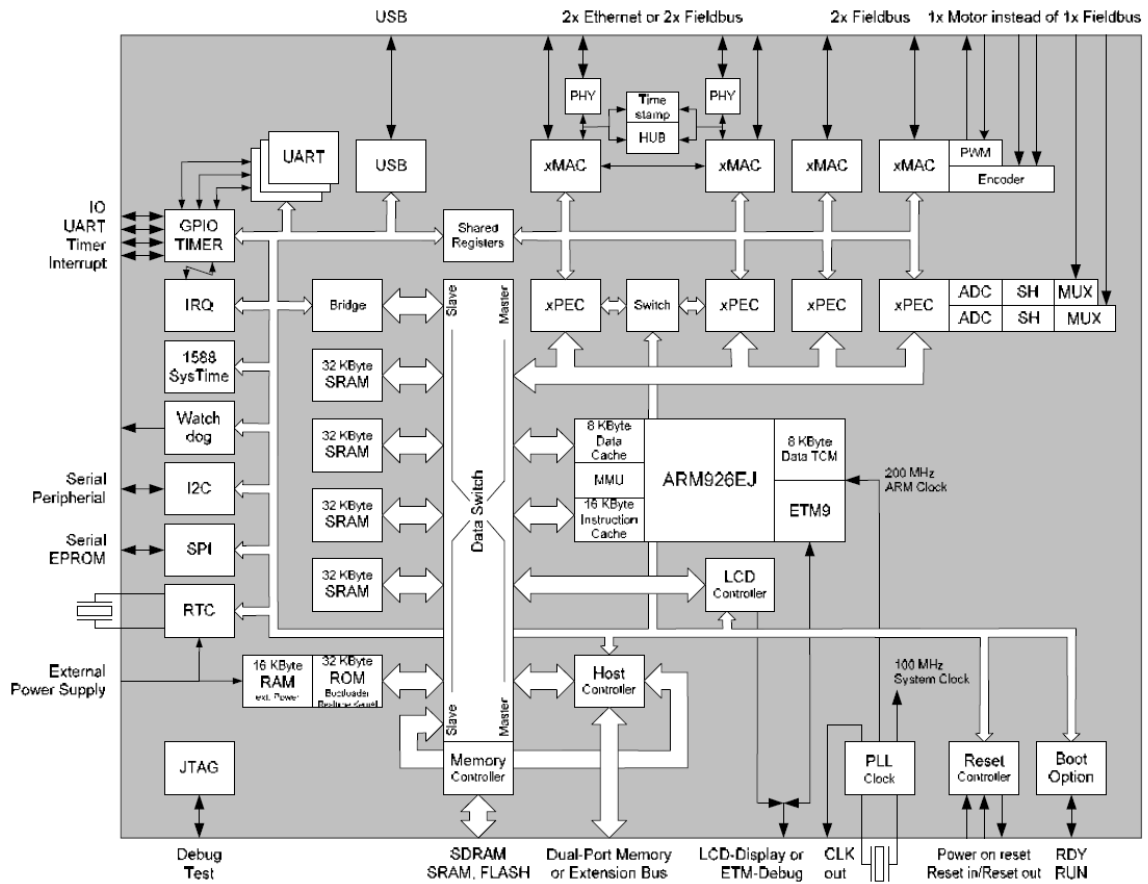 USB
2x Ethernet or 2x Fieldbus
2x Fieldbus
1x Motor instead of 1x Fieldbus
PHY
Time
stamp
HUB
PHY
UART
USB
xMAC
xMAC
xMAC
xMAC
PWM
Encoder
IO
UART
Timer
Interrupt
GPIO
TIMER
Shared
Registers
IRQ
Bridge
Slave
Master
xPEC
Switch
xPEC
xPEC
xPEC
ADC
SH
MUX
ADC
SH
MUX
1588
SysTime
32 KByte
SRAM
Watch
dog
32 KByte
SRAM
Data Switch
8 KByte
Data
Cache
MMU
16 KByte
Instruction
Cache
ARM926EJ
8 KByte
Data TCM
ETM9
200 MHz
ARM Clock
Serial
Peripherial
I2C
32 KByte
SRAM
Serial
EPROM
SPI
32 KByte
SRAM
LCD
Controller
RTC
External
Power Supply
16 KByte
RAM
ext. Power
32 KByte
ROM
Bootloader
Realtime Kernel
Slave
Master
Host
Controller
100 MHz
System Clock
JTAG
Memory
Controller
PLL
Clock
Reset
Controller
Boot
Option
Debug
Test
SDRAM
SRAM, FLASH
Dual-Port Memory
or Extension Bus
LCD-Display or
ETM-Debug
CLK
out
Power on reset
Reset in/Reset out
RDY
RUN